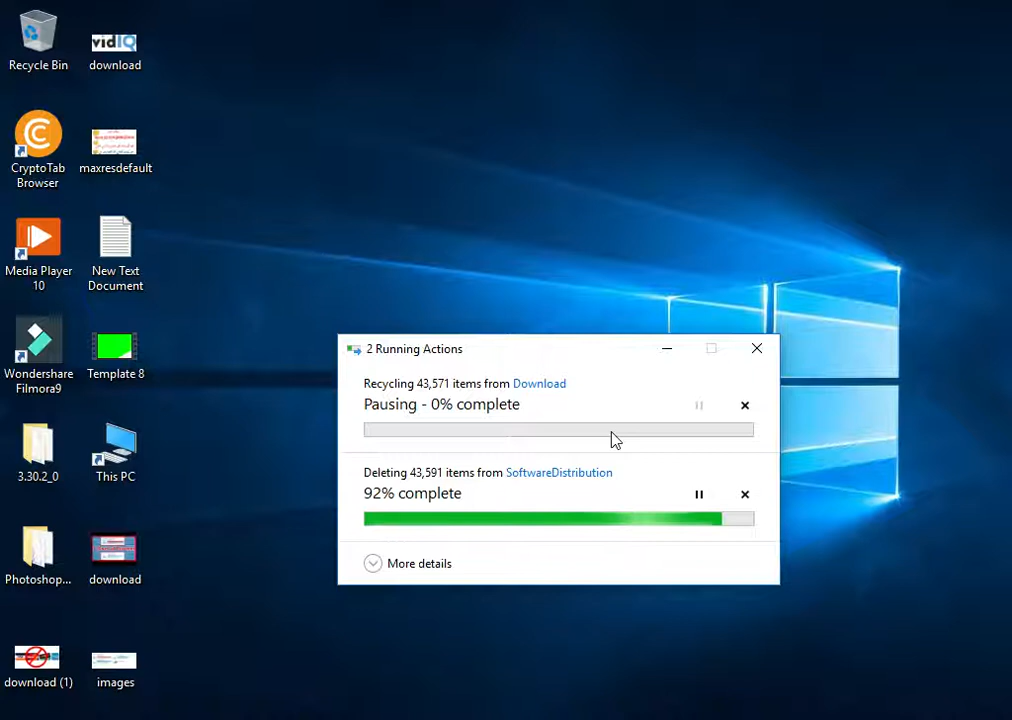 Recycle Bin
vidIQ
download
CryptoTab
Browser
maxresdefault
Media Player
10
New Text
Document
Wondershare
Filmora9
Template 8
3.30.2_0
This PC
Photoshop...
download
download (1)
images
2 Running Actions
Recycling 43,571 items from Download
Pausing - 0% complete
Deleting 43,591 items from SoftwareDistribution
92% complete
More details